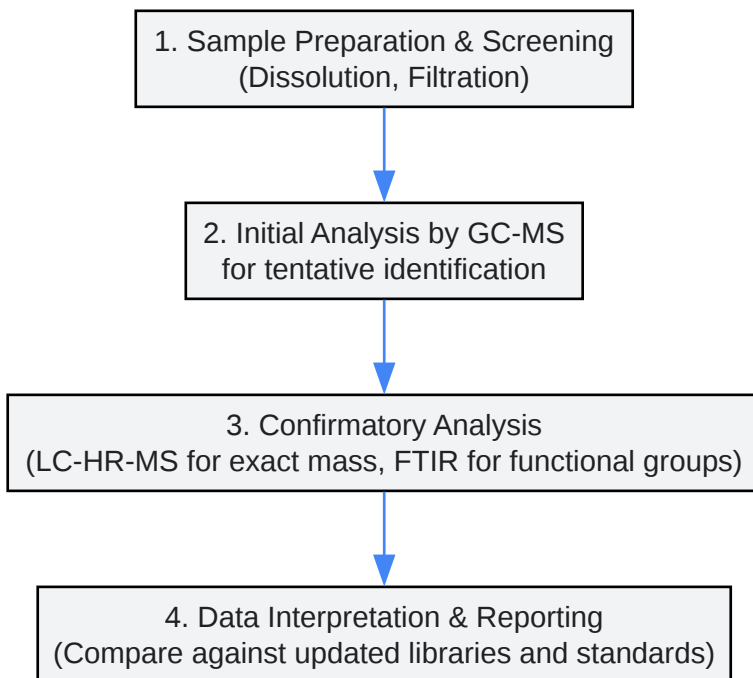 1. Sample Preparation & Screening
(Dissolution, Filtration)
2. Initial Analysis by GC-MS
for tentative identification
3. Confirmatory Analysis
(LC-HR-MS for exact mass, FTIR for functional groups)
4. Data Interpretation & Reporting
(Compare against updated libraries and standards)